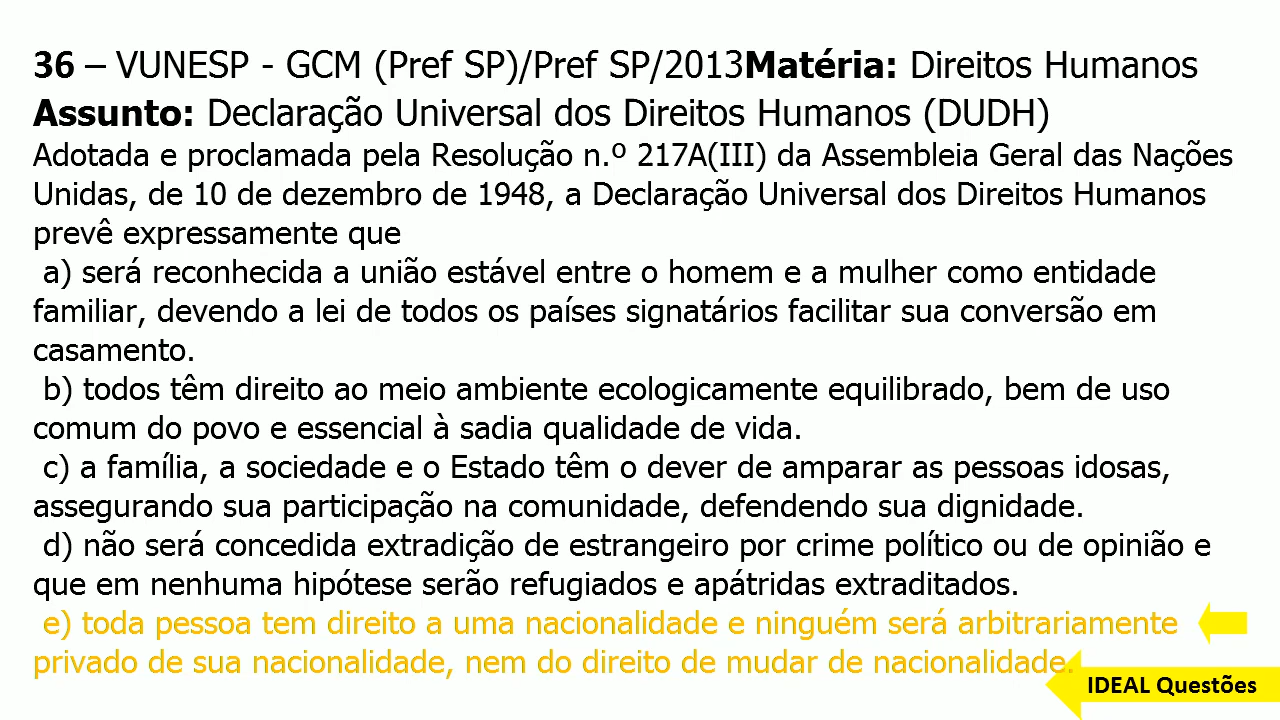 36 – VUNESP - GCM (Pref SP)/Pref SP/2013Matéria: Direitos Humanos
Assunto: Declaração Universal dos Direitos Humanos (DUDH)
Adotada e proclamada pela Resolução n.º 217A(III) da Assembleia Geral das Nações
Unidas, de 10 de dezembro de 1948, a Declaração Universal dos Direitos Humanos
prevê expressamente que
a) será reconhecida a união estável entre o homem e a mulher como entidade
familiar, devendo a lei de todos os países signatários facilitar sua conversão em
casamento.
b) todos têm direito ao meio ambiente ecologicamente equilibrado, bem de uso
comum do povo e essencial à sadia qualidade de vida.
c) a família, a sociedade e o Estado têm o dever de amparar as pessoas idosas,
assegurando sua participação na comunidade, defendendo sua dignidade.
d) não será concedida extradição de estrangeiro por crime político ou de opinião e
que em nenhuma hipótese serão refugiados e apátridas extraditados.
e) toda pessoa tem direito a uma nacionalidade e ninguém será arbitrariamente
privado de sua nacionalidade, nem do direito de mudar de nacionalidade.
IDEAL Questões